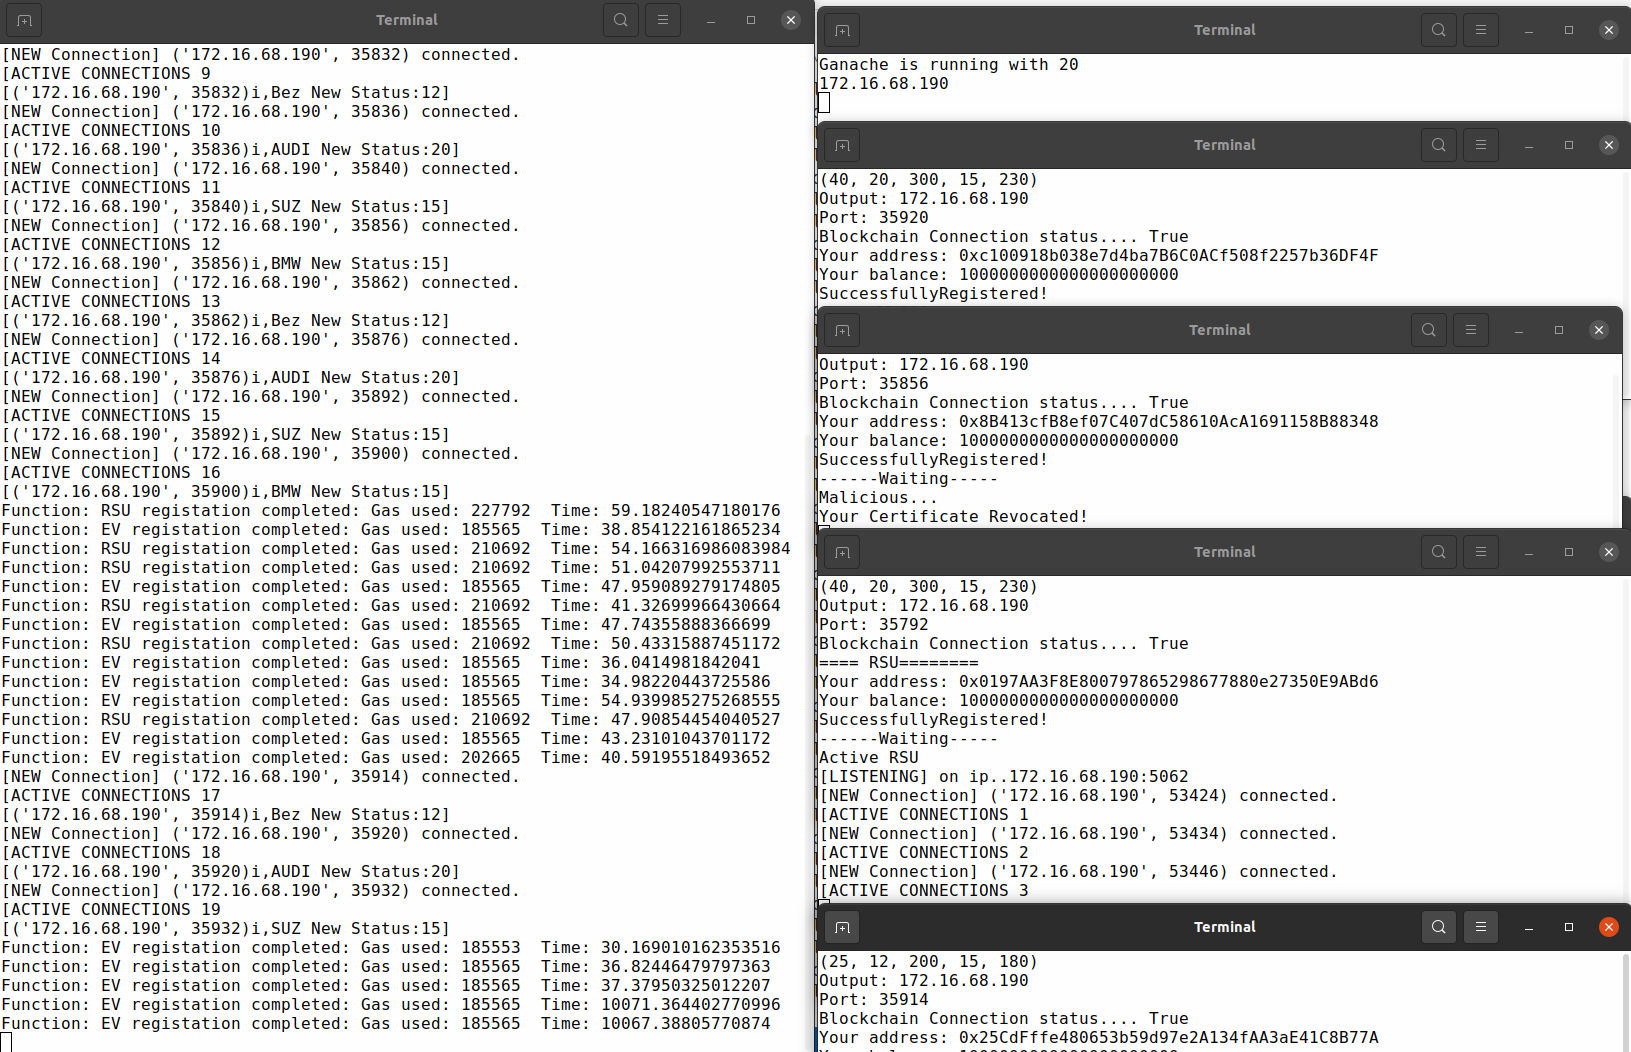 Terminal
[NEW Connection] ('172.16.68.190', 35832) connected.
[ACTIVE CONNECTIONS 9
[('172.16.68.190', 35832)i,Bez New Status:12]
[NEW Connection] ('172.16.68.190', 35836) connected.
[ACTIVE CONNECTIONS 10
[('172.16.68.190', 35836)i,AUDI New Status:20]
[NEW Connection] ('172.16.68.190', 35840) connected.
[ACTIVE CONNECTIONS 11
[('172.16.68.190', 35840)i,SUZ New Status:15]
[NEW Connection] ('172.16.68.190', 35856) connected.
[ACTIVE CONNECTIONS 12
[('172.16.68.190', 35856)i,BMW New Status:15]
[NEW Connection] ('172.16.68.190', 35862) connected.
[ACTIVE CONNECTIONS 13
[('172.16.68.190', 35862)i,Bez New Status:12]
[NEW Connection] ('172.16.68.190', 35876) connected.
[ACTIVE CONNECTIONS 14
[('172.16.68.190', 35876)i,AUDI New Status:20]
[NEW Connection] ('172.16.68.190', 35892) connected.
[ACTIVE CONNECTIONS 15
[('172.16.68.190', 35892)i,SUZ New Status:15]
[NEW Connection] ('172.16.68.190', 35900) connected.
[ACTIVE CONNECTIONS 16
[('172.16.68.190', 35900)i,BMW New Status:15]
Function: RSU registation completed: Gas used: 227792  Time: 59.18240547180176
Function: EV registation completed: Gas used: 185565  Time: 38.854122161865234
Function: RSU registation completed: Gas used: 210692  Time: 54.166316986083984
Function: RSU registation completed: Gas used: 210692  Time: 51.04207992553711
Function: EV registation completed: Gas used: 185565  Time: 47.959089279174805
Function: RSU registation completed: Gas used: 210692  Time: 41.32699966430664
Function: EV registation completed: Gas used: 185565  Time: 47.74355888366699
Function: RSU registation completed: Gas used: 210692  Time: 50.43315887451172
Function: EV registation completed: Gas used: 185565  Time: 36.0414981842041
Function: EV registation completed: Gas used: 185565  Time: 34.98220443725586
Function: EV registation completed: Gas used: 185565  Time: 54.939985275268555
Function: RSU registation completed: Gas used: 210692  Time: 47.90854454040527
Function: EV registation completed: Gas used: 185565  Time: 43.23101043701172
Function: EV registation completed: Gas used: 202665  Time: 40.59195518493652
[NEW Connection] ('172.16.68.190', 35914) connected.
[ACTIVE CONNECTIONS 17
[('172.16.68.190', 35914)i,Bez New Status:12]
[NEW Connection] ('172.16.68.190', 35920) connected.
[ACTIVE CONNECTIONS 18
[('172.16.68.190', 35920)i,AUDI New Status:20]
[NEW Connection] ('172.16.68.190', 35932) connected.
[ACTIVE CONNECTIONS 19
[('172.16.68.190', 35932)i,SUZ New Status:15]
Function: EV registation completed: Gas used: 185553  Time: 30.169010162353516
Function: EV registation completed: Gas used: 185565  Time: 36.82446479797363
Function: EV registation completed: Gas used: 185565  Time: 37.37950325012207
Function: EV registation completed: Gas used: 185565  Time: 10071.364402770996
Function: EV registation completed: Gas used: 185565  Time: 10067.38805770874
Terminal
Ganache is running with 20
172.16.68.190
Terminal
(40, 20, 300, 15, 230)
Output: 172.16.68.190
Port: 35920
Blockchain Connection status.... True
Your address: 0xc100918b038e7d4ba7B6C0ACf508f2257b36DF4F
Your balance: 1000000000000000000000
SuccessfullyRegistered!
Terminal
Output: 172.16.68.190
Port: 35856
Blockchain Connection status.... True
Your address: 0x8B413cfB8ef07C407dC58610AcA1691158B88348
Your balance: 1000000000000000000000
SuccessfullyRegistered!
------Waiting-----
Malicious...
Your Certificate Revocated!
Terminal
(40, 20, 300, 15, 230)
Output: 172.16.68.190
Port: 35792
Blockchain Connection status.... True
==== RSU========
Your address: 0x0197AA3F8E800797865298677880e27350E9ABd6
Your balance: 1000000000000000000000
SuccessfullyRegistered!
------Waiting-----
Active RSU
[LISTENING] on ip..172.16.68.190:5062
[NEW Connection] ('172.16.68.190', 53424) connected.
[ACTIVE CONNECTIONS 1
[NEW Connection] ('172.16.68.190', 53434) connected.
[ACTIVE CONNECTIONS 2
[NEW Connection] ('172.16.68.190', 53446) connected.
[ACTIVE CONNECTIONS 3
Terminal
(25, 12, 200, 15, 180)
Output: 172.16.68.190
Port: 35914
Blockchain Connection status.... True
Your address: 0x25CdFffe480653b59d97e2A134fAA3aE41C8B77A